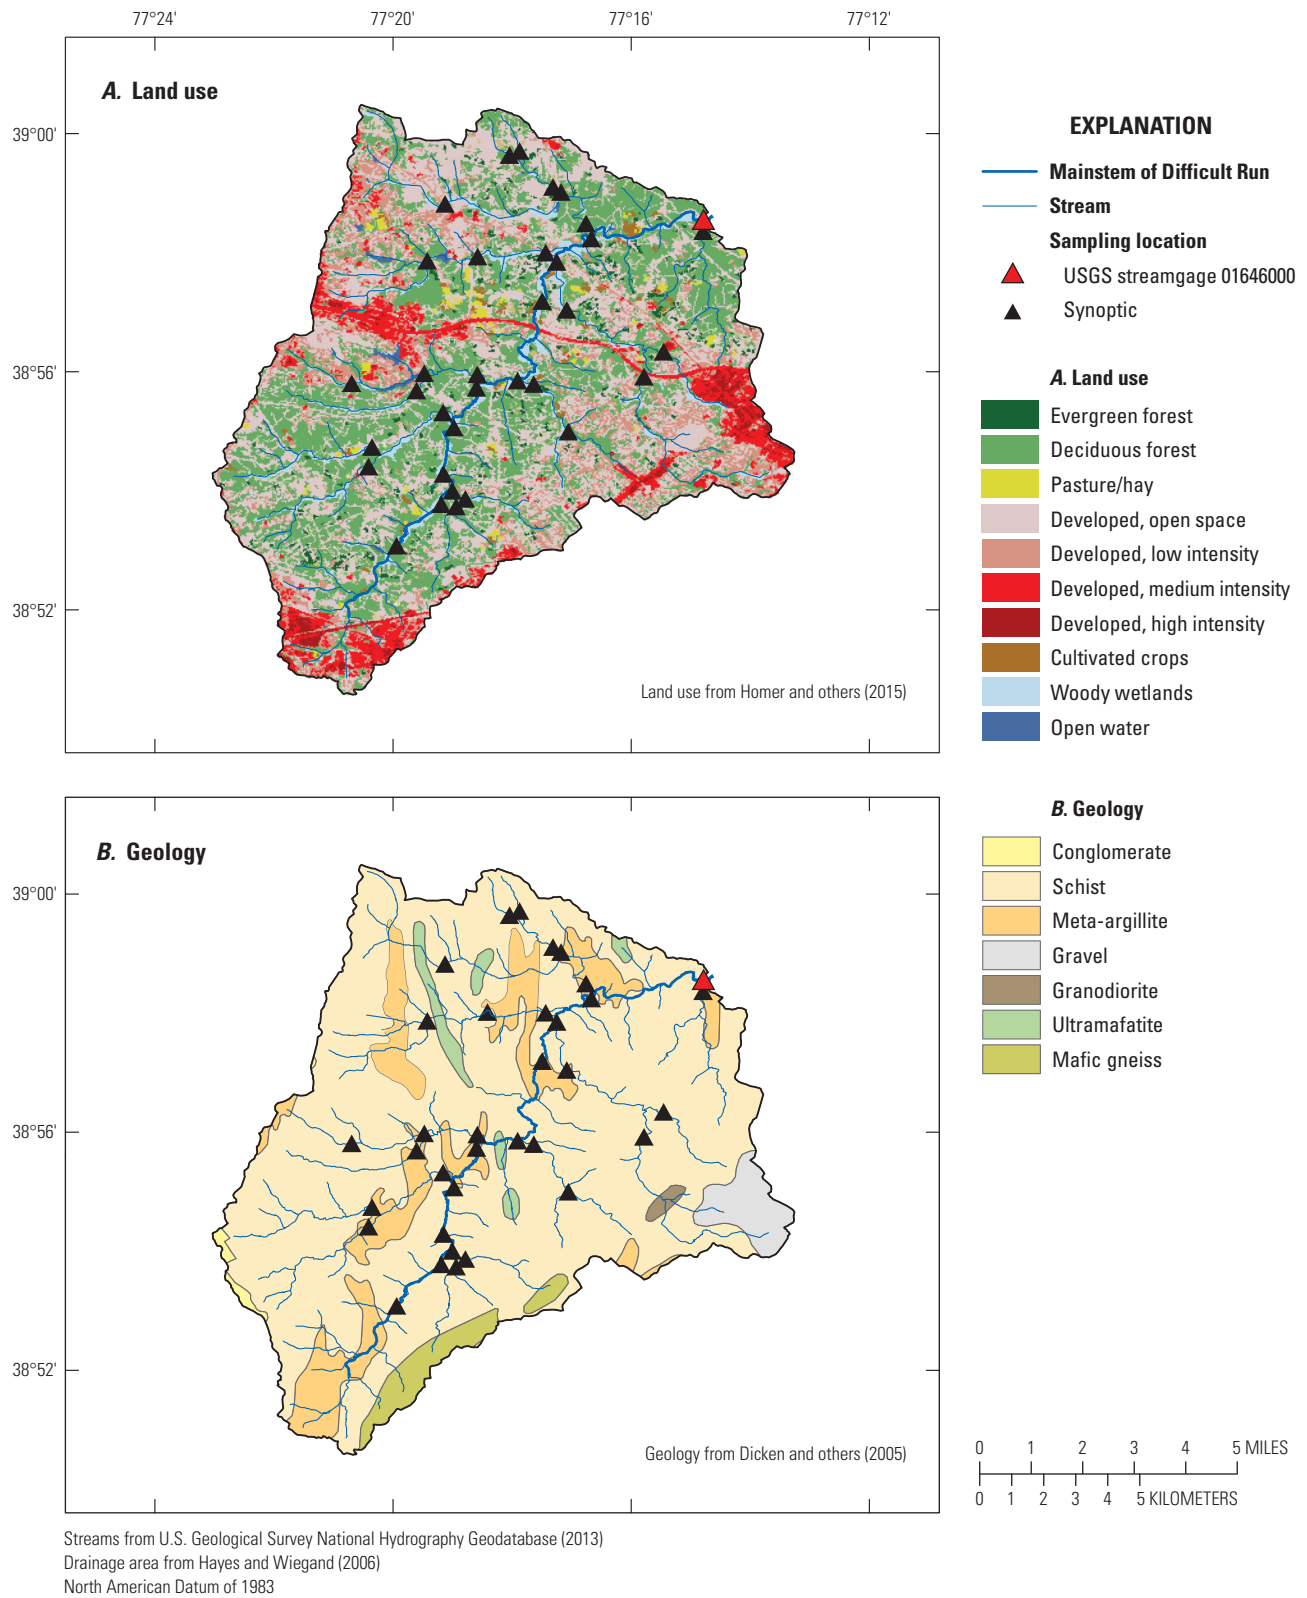 77°24' 77°20' 77°16' 77°12'
A. Land use
39°00'
38°56'
38°52'
Land use from Homer and others (2015)
EXPLANATION
Mainstem of Difficult Run
Stream
Sampling location
USGS streamgage 01646000
Synoptic
A. Land use
Evergreen forest
Deciduous forest
Pasture/hay
Developed, open space
Developed, low intensity
Developed, medium intensity
Developed, high intensity
Cultivated crops
Woody wetlands
Open water
B. Geology
39°00'
38°56'
38°52'
Geology from Dicken and others (2005)
B. Geology
Conglomerate
Schist
Meta-argillite
Gravel
Granodiorite
Ultramafatite
Mafic gneiss
0 1 2 3 4 5 MILES
0 1 2 3 4 5 KILOMETERS
Streams from U.S. Geological Survey National Hydrography Geodatabase (2013)
Drainage area from Hayes and Wiegand (2006)
North American Datum of 1983